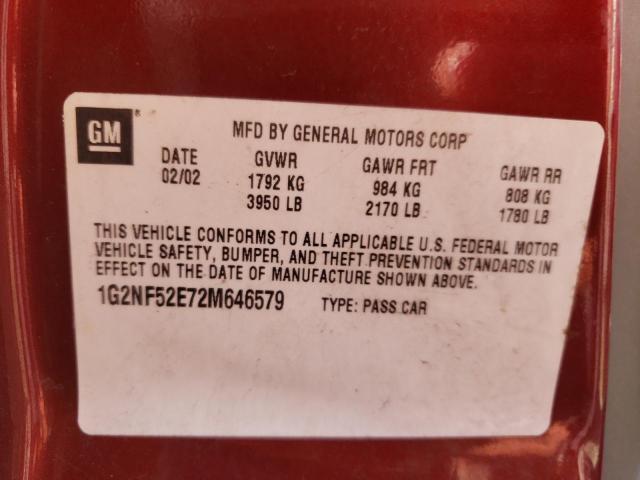 GM
MFD BY GENERAL MOTORS CORP
DATE GVWR GAWR FRT GAWR RR
02/02 1792 KG 984 KG 808 KG
3950 LB 2170 LB 1780 LB
THIS VEHICLE CONFORMS TO ALL APPLICABLE U.S. FEDERAL MOTOR
VEHICLE SAFETY, BUMPER, AND THEFT PREVENTION STANDARDS IN
EFFECT ON THE DATE OF MANUFACTURE SHOWN ABOVE.
1G2NF52E72M646579 TYPE: PASS CAR